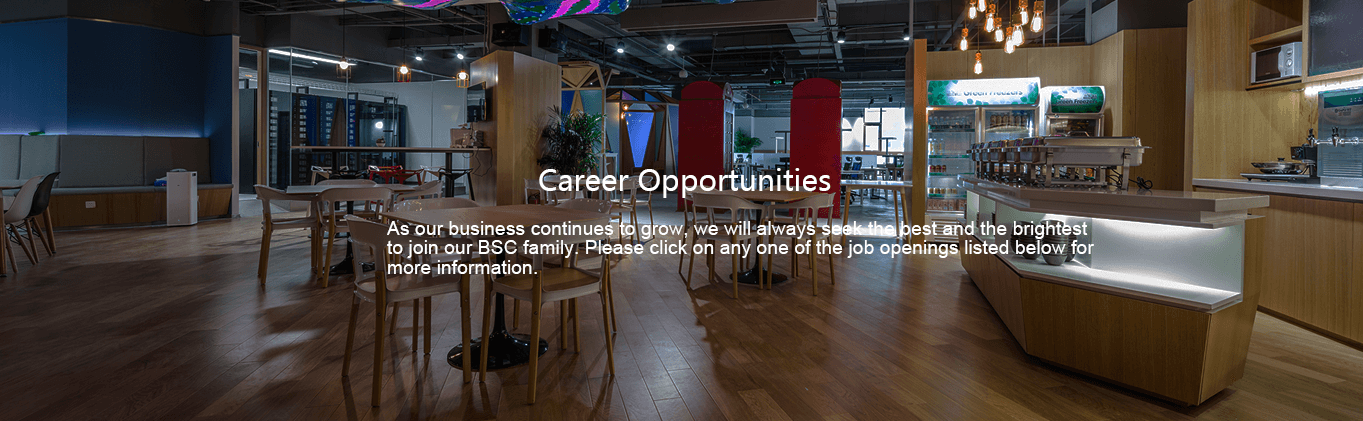 Green Freezers
Green Freezers
Career Opportunities
As our business continues to grow, we will always seek the best and the brightest
to join our BSC family. Please click on any one of the job openings listed below for
more information.